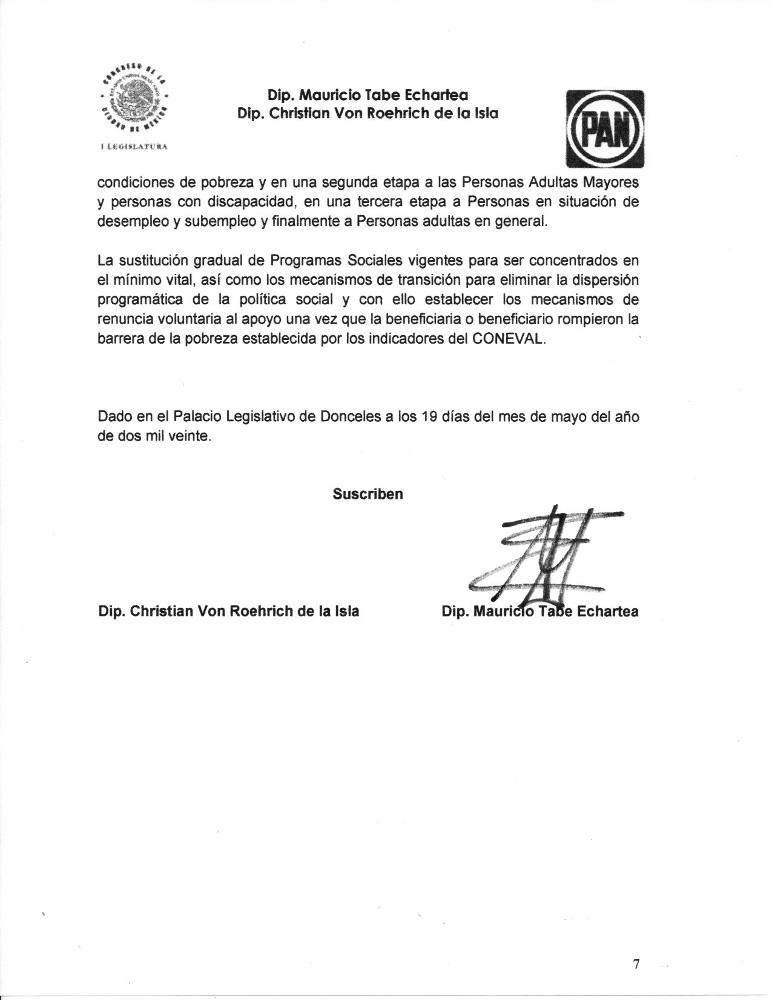 CONGRESO DE LA
CIUDAD DE MÉXICO
ESTADOS UNIDOS MEXICANOS
I LEGISLATURA
Dip. Mauricio Tabe Echartea
Dip. Christian Von Roehrich de la Isla
PAN
condiciones de pobreza y en una segunda etapa a las Personas Adultas Mayores
y personas con discapacidad, en una tercera etapa a Personas en situación de
desempleo y subempleo y finalmente a Personas adultas en general.
La sustitución gradual de Programas Sociales vigentes para ser concentrados en
el mínimo vital, así como los mecanismos de transición para eliminar la dispersión
programática de la política social y con ello establecer los mecanismos de
renuncia voluntaria al apoyo una vez que la beneficiaria o beneficiario rompieron la
barrera de la pobreza establecida por los indicadores del CONEVAL.
Dado en el Palacio Legislativo de Donceles a los 19 días del mes de mayo del año
de dos mil veinte.
Suscriben
Dip. Christian Von Roehrich de la Isla
Dip. Mauricio Tabe Echartea
7